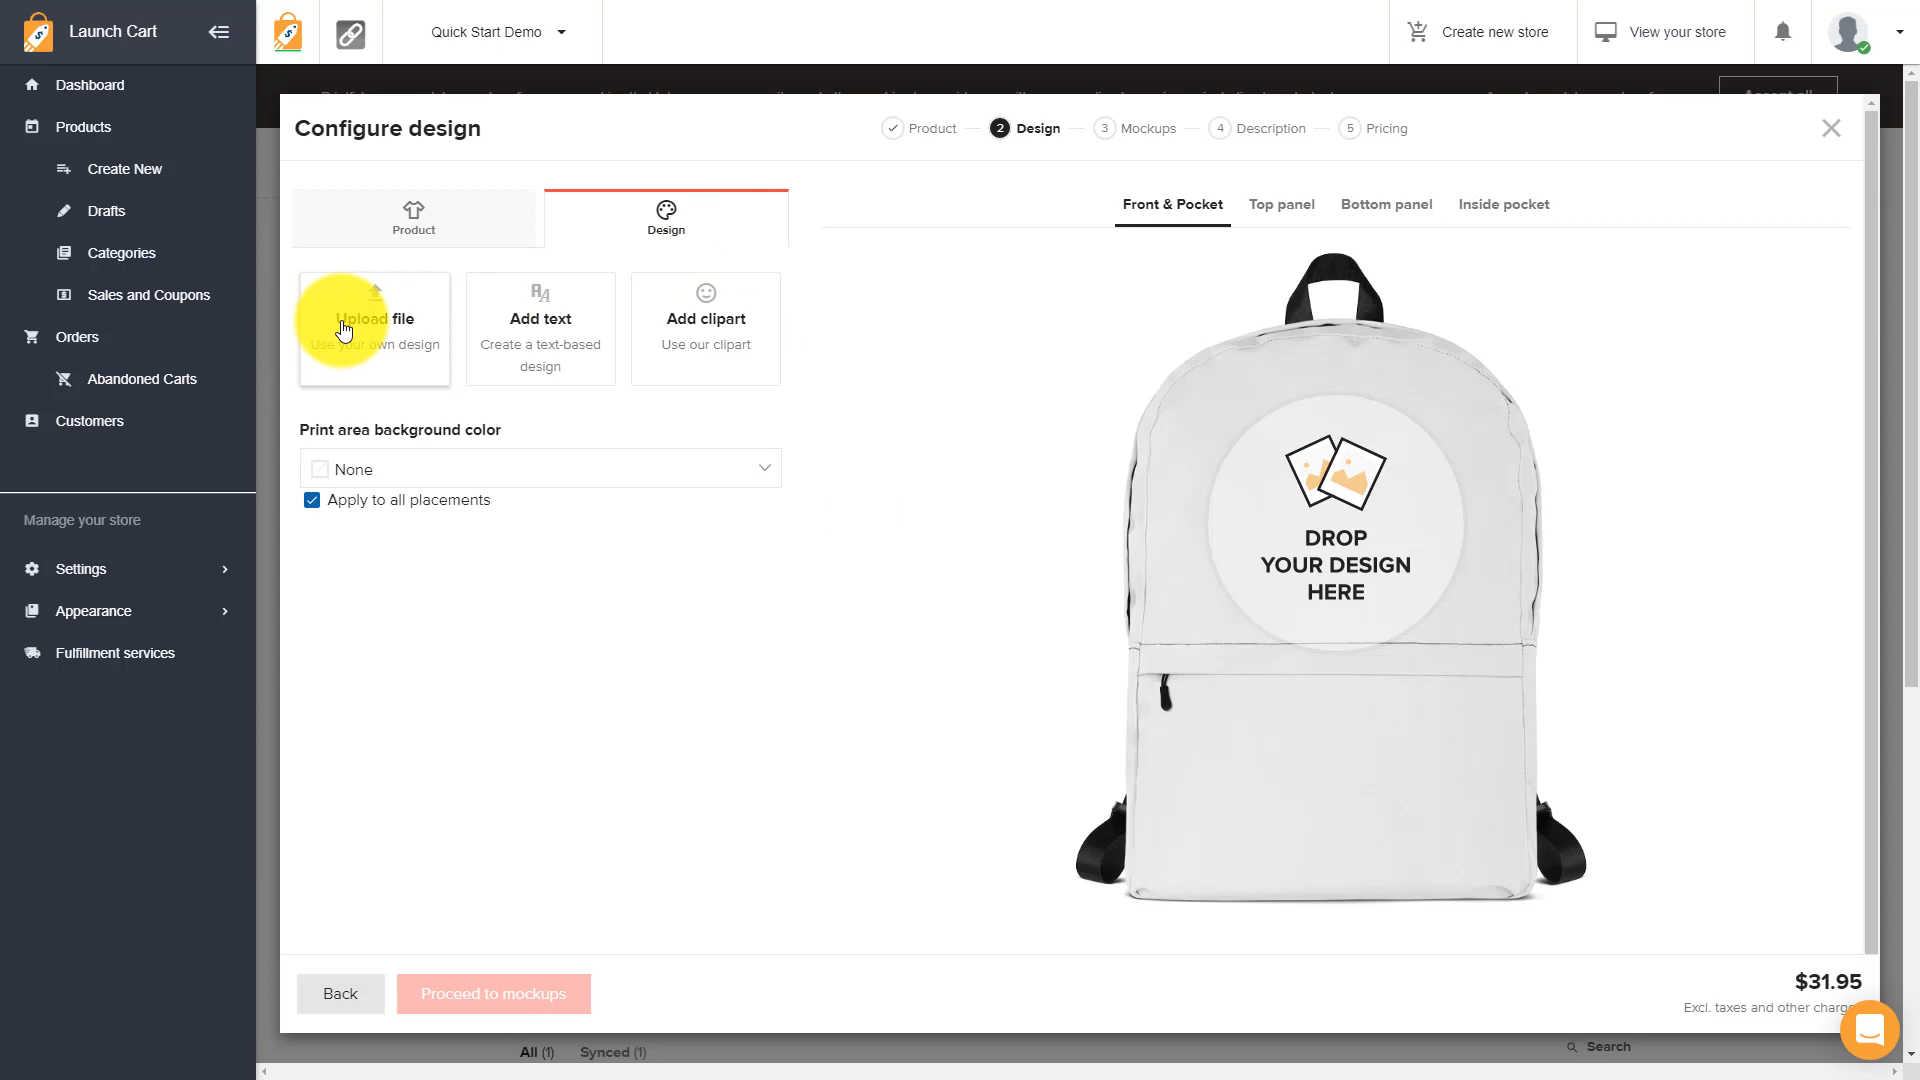 Launch Cart
Quick Start Demo
Create new store
View your store
Dashboard
Products
Create New
Drafts
Categories
Sales and Coupons
Orders
Abandoned Carts
Customers
Manage your store
Settings
Appearance
Fulfillment services
Configure design
Product
2 Design
3 Mockups
4 Description
5 Pricing
Product
Design
Upload file
Use your own design
Add text
Create a text-based
design
Add clipart
Use our clipart
Print area background color
None
Apply to all placements
Front & Pocket
Top panel
Bottom panel
Inside pocket
DROP
YOUR DESIGN
HERE
Back
Proceed to mockups
$31.95
Excl. taxes and other
All (1)
Synced (1)
Search